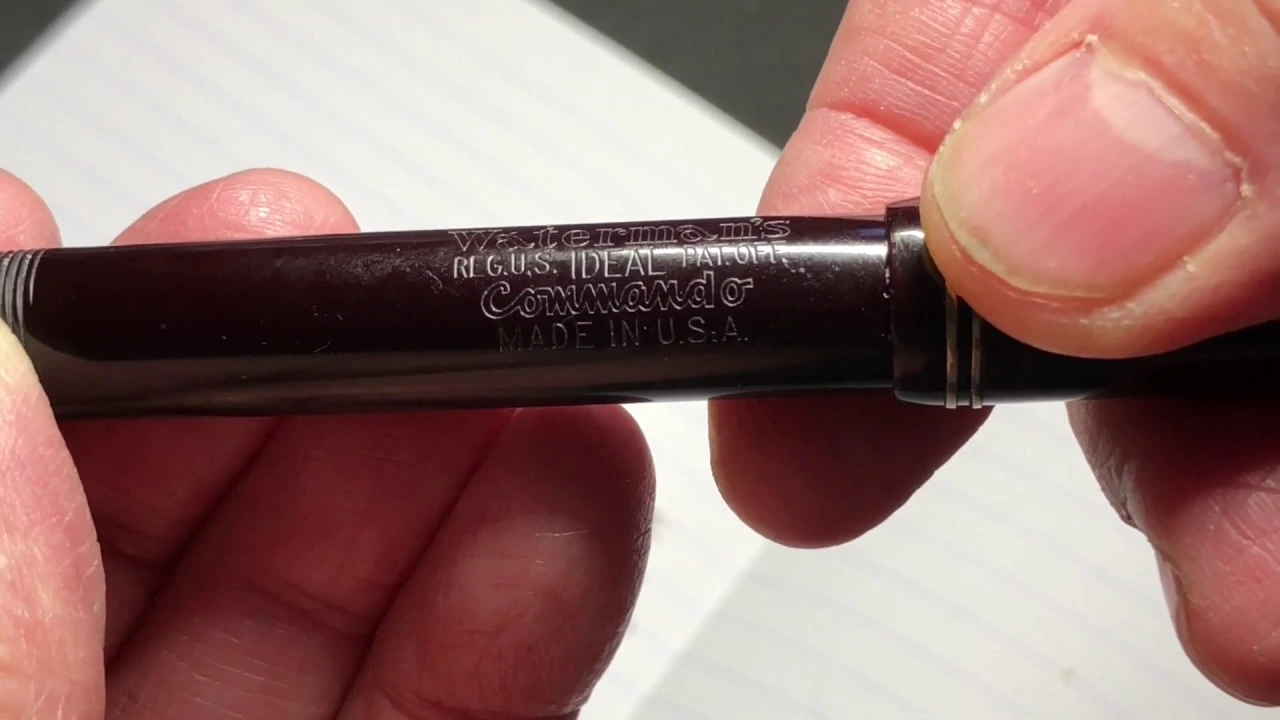 Waterman's
REG.U.S. IDEAL PAT.OFF.
Commando
MADE IN U.S.A.